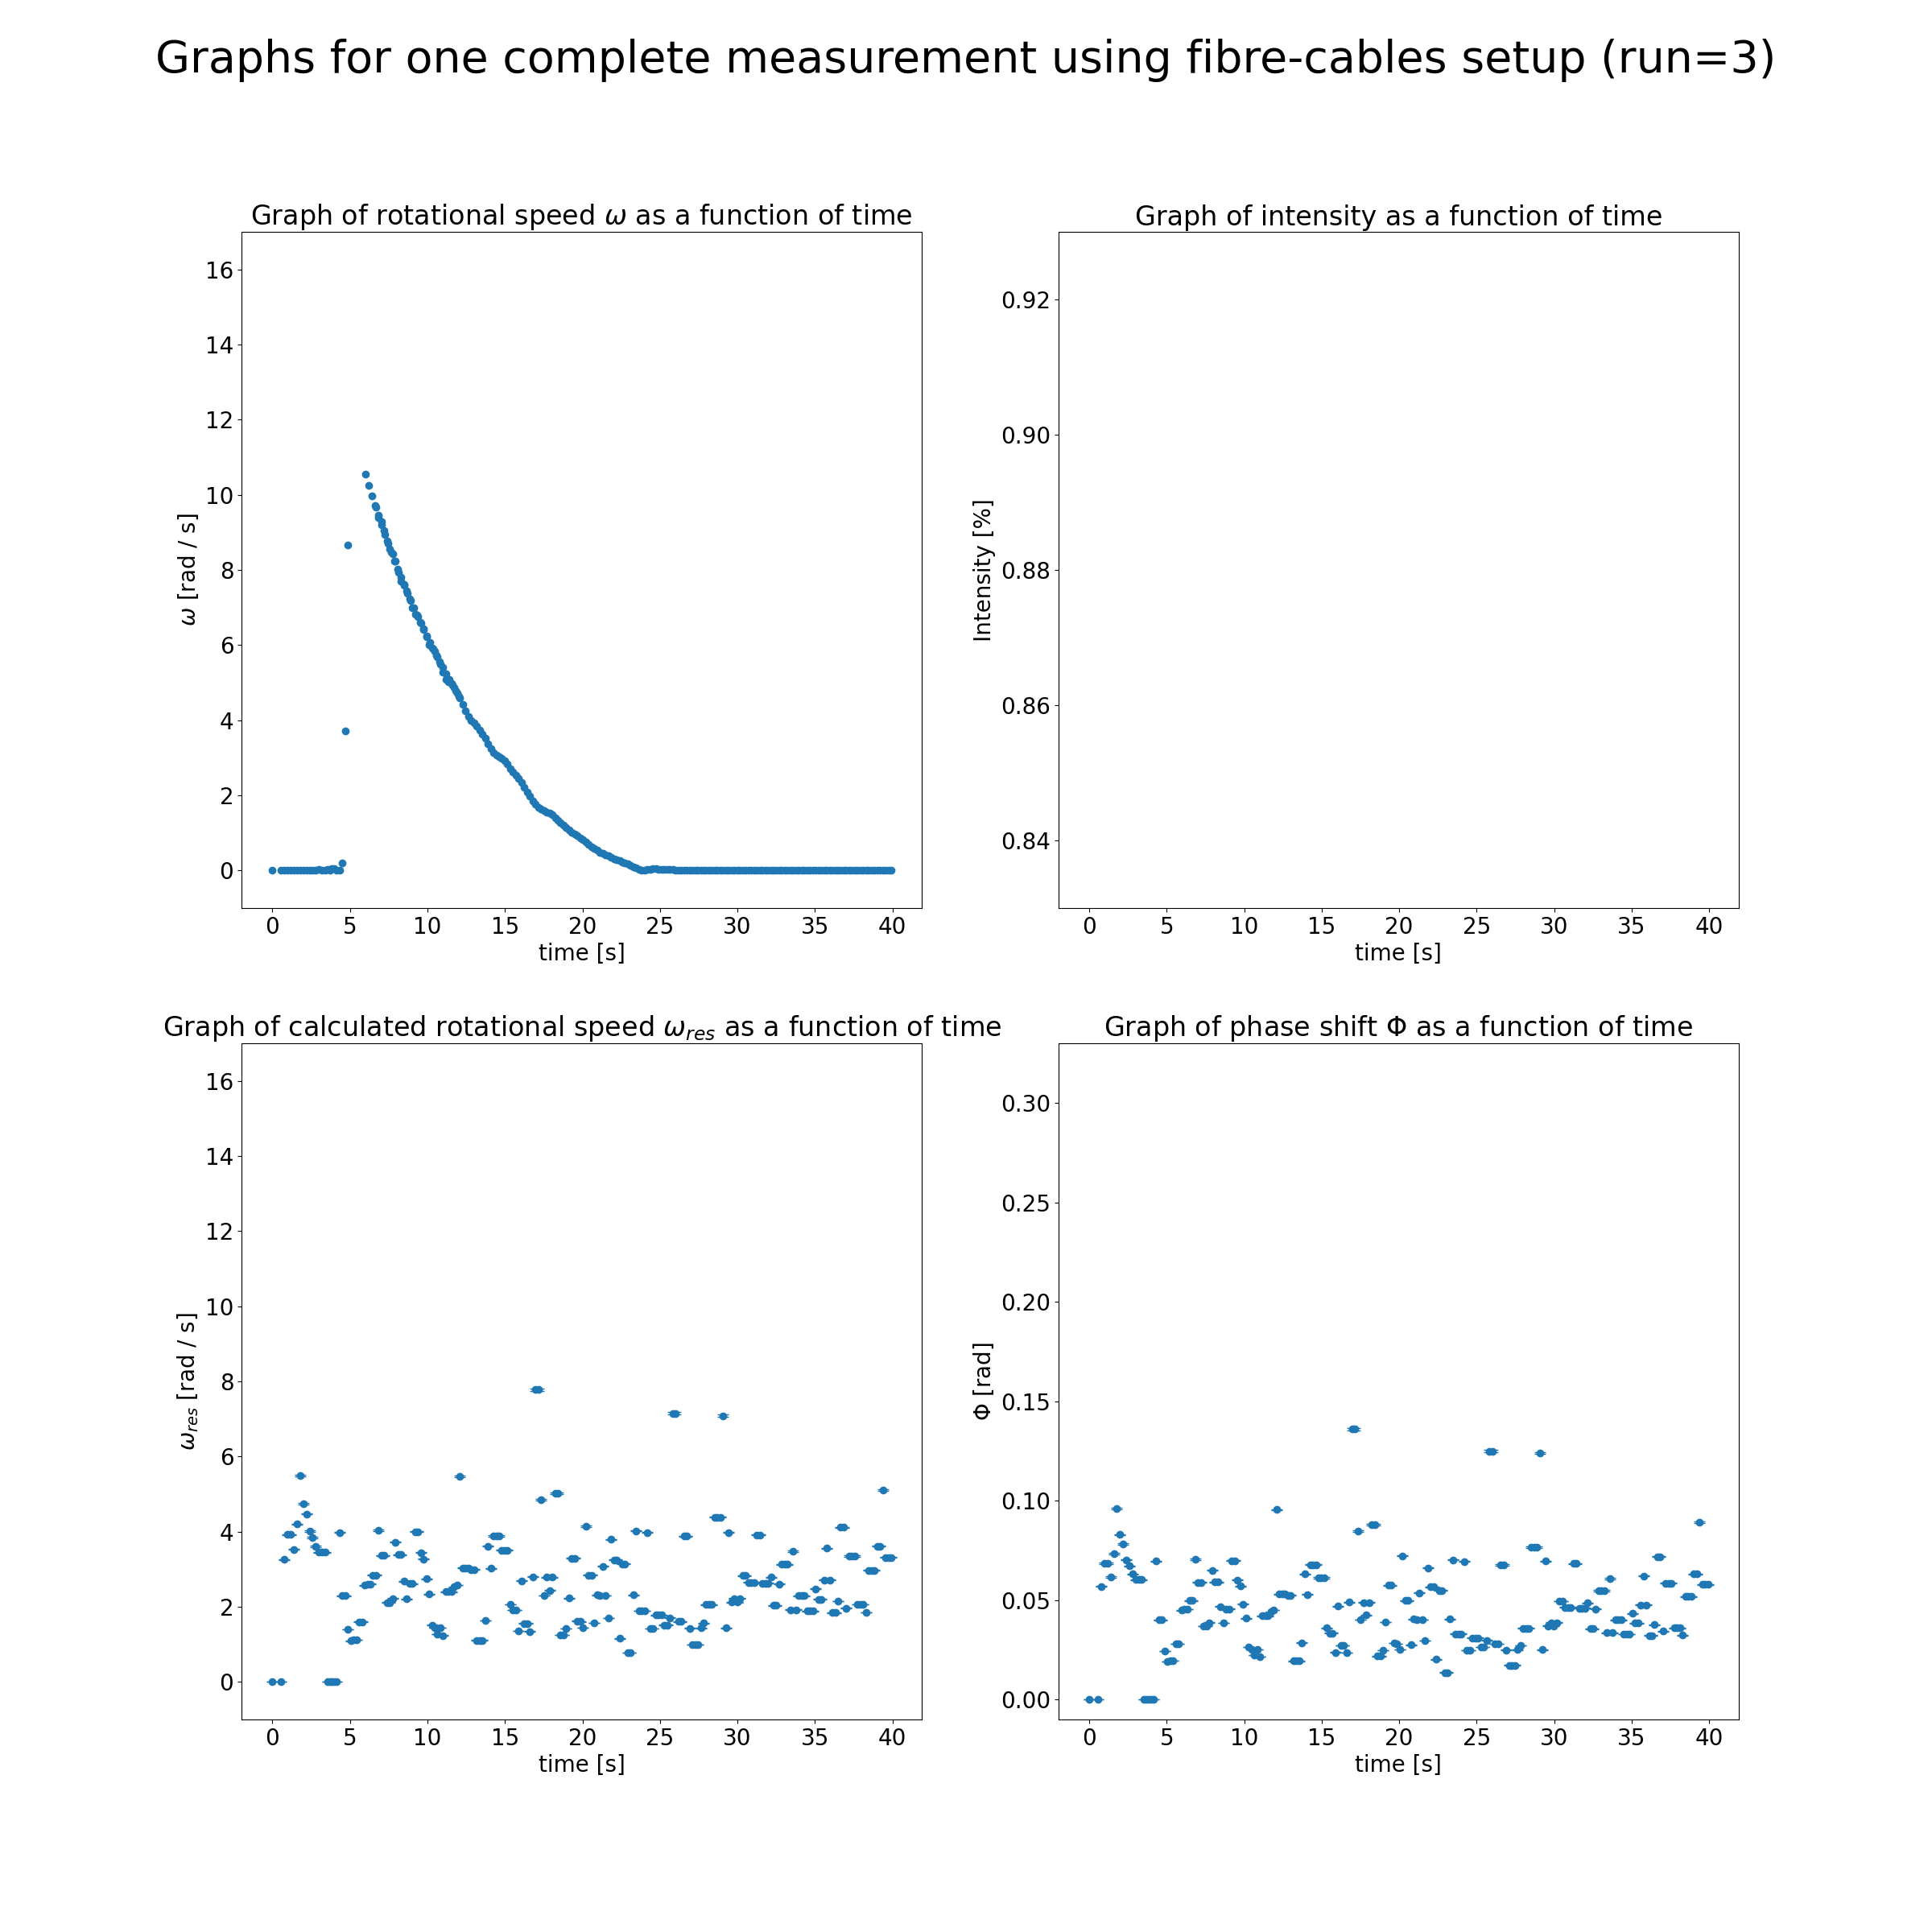 Graphs for one complete measurement using fibre-cables setup (run=3)
Graph of rotational speed ω as a function of time
16
14
12
10
8
6
4
2
0
ω [rad / s]
0 5 10 15 20 25 30 35 40
time [s]
Graph of intensity as a function of time
0.92
0.90
0.88
0.86
0.84
Intensity [%]
0 5 10 15 20 25 30 35 40
time [s]
Graph of calculated rotational speed ω_res as a function of time
16
14
12
10
8
6
4
2
0
ω_res [rad / s]
0 5 10 15 20 25 30 35 40
time [s]
Graph of phase shift Φ as a function of time
0.30
0.25
0.20
0.15
0.10
0.05
0.00
Φ [rad]
0 5 10 15 20 25 30 35 40
time [s]